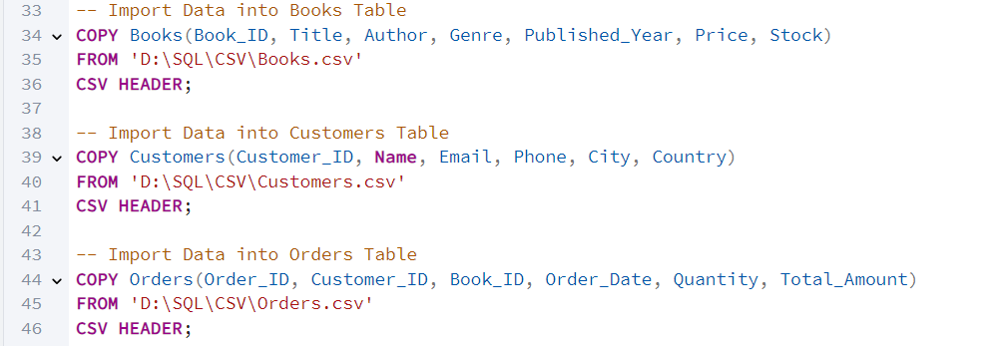 33 -- Import Data into Books Table
34 COPY Books(Book_ID, Title, Author, Genre, Published_Year, Price, Stock)
35 FROM 'D:\SQL\CSV\Books.csv'
36 CSV HEADER;
37
38 -- Import Data into Customers Table
39 COPY Customers(Customer_ID, Name, Email, Phone, City, Country)
40 FROM 'D:\SQL\CSV\Customers.csv'
41 CSV HEADER;
42
43 -- Import Data into Orders Table
44 COPY Orders(Order_ID, Customer_ID, Book_ID, Order_Date, Quantity, Total_Amount)
45 FROM 'D:\SQL\CSV\Orders.csv'
46 CSV HEADER;